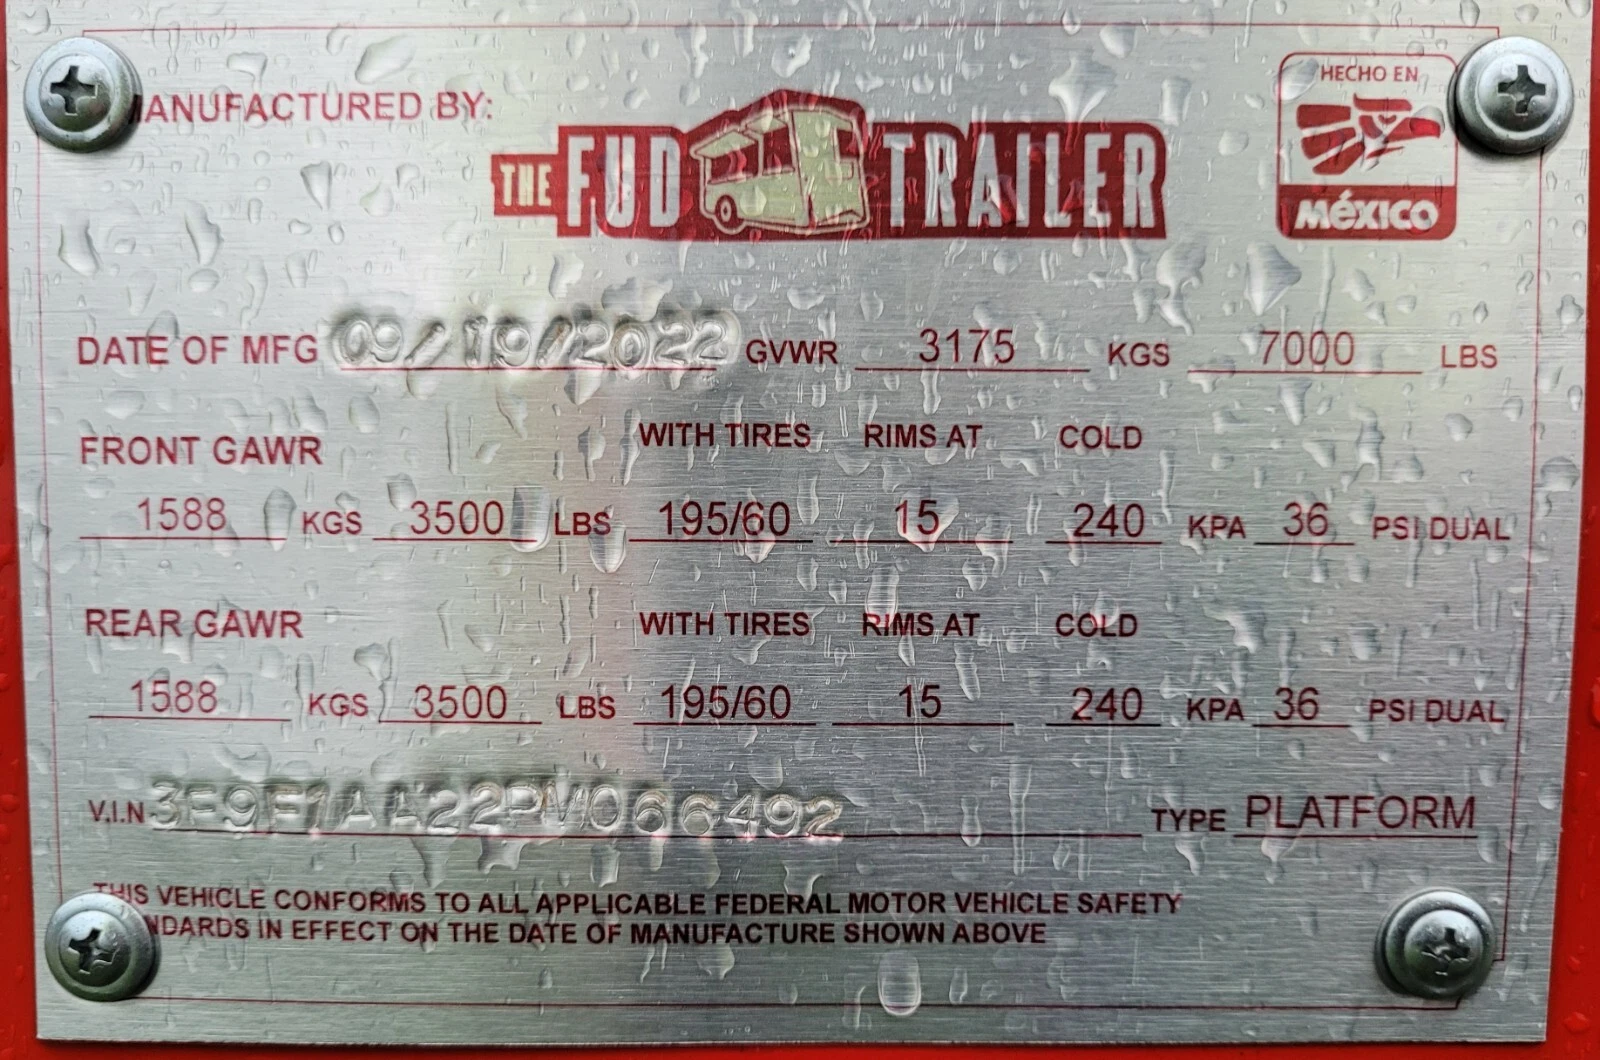 MANUFACTURED BY:
THE FUD TRAILER
HECHO EN
MÉXICO
DATE OF MFG 09/19/2022 GVWR 3175 KGS 7000 LBS
FRONT GAWR WITH TIRES RIMS AT COLD
1588 KGS 3500 LBS 195/60 15 240 KPA 36 PSI DUAL
REAR GAWR WITH TIRES RIMS AT COLD
1588 KGS 3500 LBS 195/60 15 240 KPA 36 PSI DUAL
V.I.N 3F9F1AA22PM066492 TYPE PLATFORM
THIS VEHICLE CONFORMS TO ALL APPLICABLE FEDERAL MOTOR VEHICLE SAFETY
STANDARDS IN EFFECT ON THE DATE OF MANUFACTURE SHOWN ABOVE